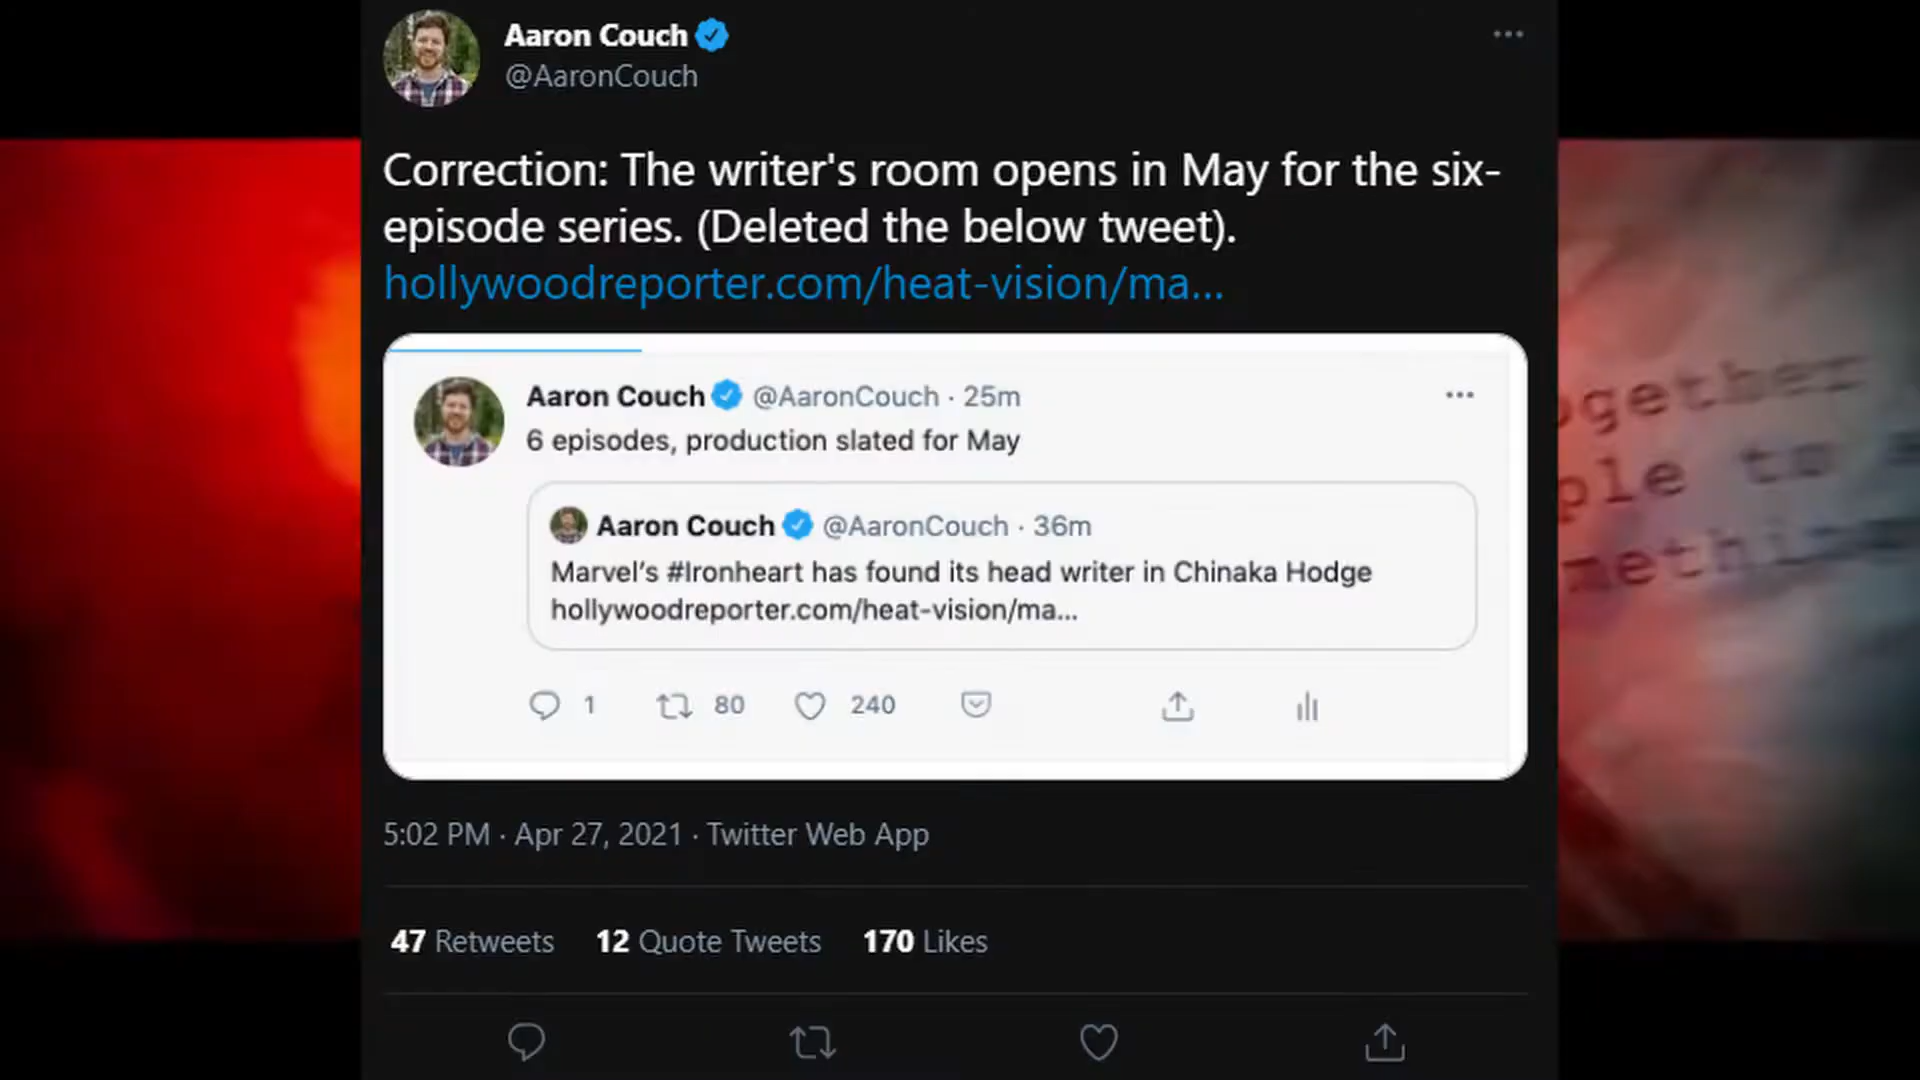 Aaron Couch
@AaronCouch
Correction: The writer's room opens in May for the six-
episode series. (Deleted the below tweet).
hollywoodreporter.com/heat-vision/ma...
Aaron Couch @AaronCouch · 25m
6 episodes, production slated for May
Aaron Couch @AaronCouch · 36m
Marvel's #Ironheart has found its head writer in Chinaka Hodge
hollywoodreporter.com/heat-vision/ma...
1 80 240
5:02 PM · Apr 27, 2021 · Twitter Web App
47 Retweets 12 Quote Tweets 170 Likes
to